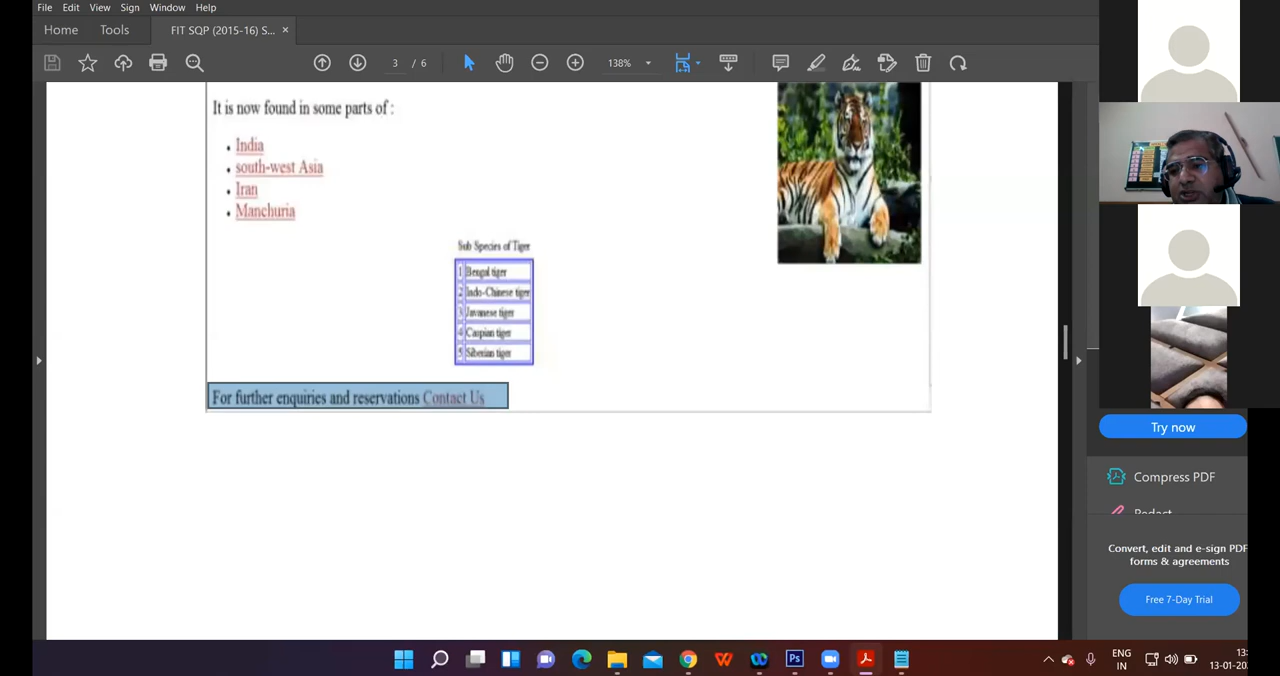 File Edit View Sign Window Help
Home Tools FIT SQP (2015-16) S... ×
3 / 6 138%
It is now found in some parts of :
India
south-west Asia
Iran
Manchuria
Sub Species of Tiger
1 Bengal tiger
2 Indo-Chinese tiger
3 Javanese tiger
4 Caspian tiger
5 Siberian tiger
For further enquiries and reservations Contact Us
Try now
Compress PDF
Redact
Convert, edit and e-sign PDF
forms & agreements
Free 7-Day Trial
ENG
IN
13:
13-01-20